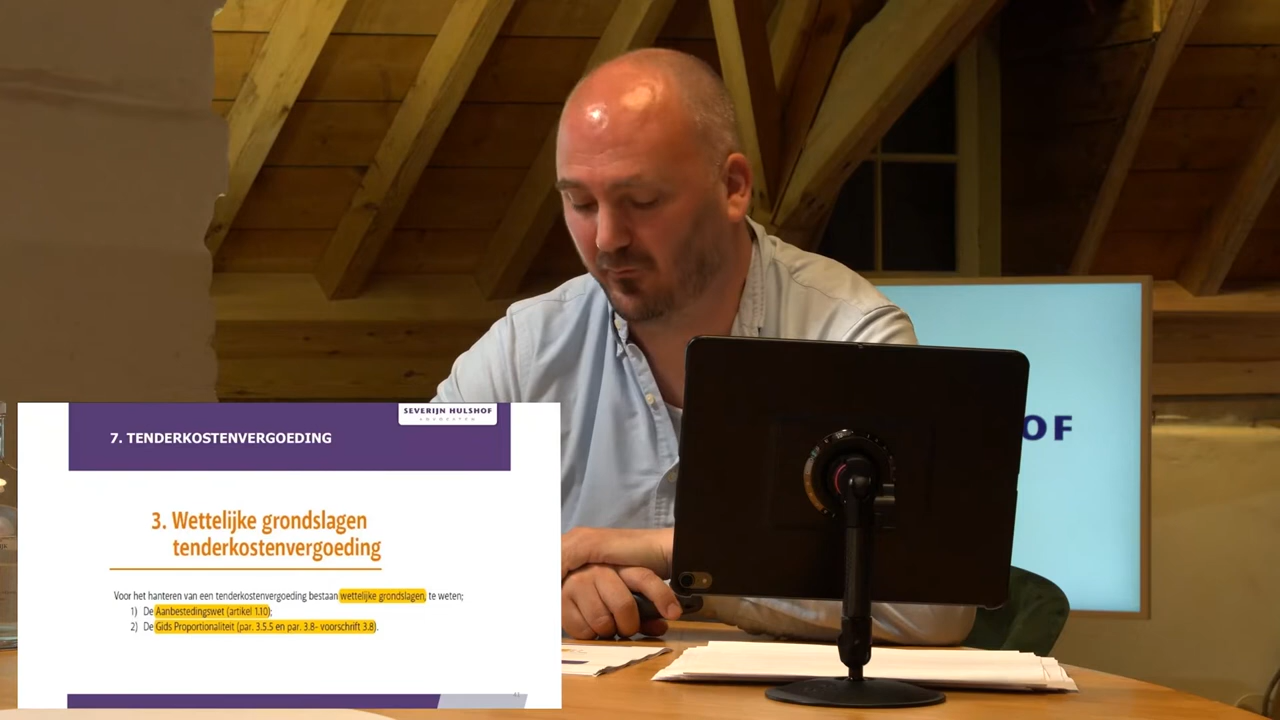 SEVERIJN HULSHOF
ADVOCATEN
7. TENDERKOSTENVERGOEDING
3. Wettelijke grondslagen
tenderkostenvergoeding
Voor het hanteren van een tenderkostenvergoeding bestaan wettelijke grondslagen, te weten;
1) De Aanbestedingswet (artikel 1.10);
2) De Gids Proportionaliteit (par. 3.5.5 en par. 3.8- voorschrift 3.8).
OF